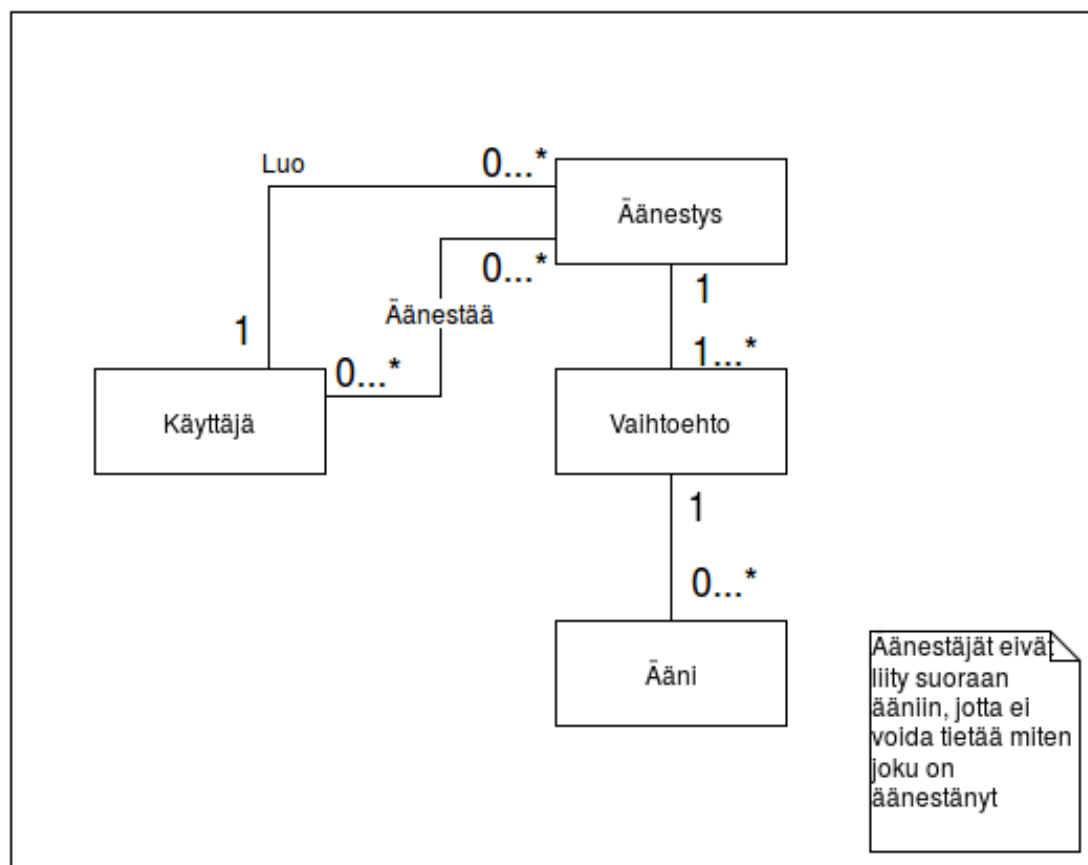 Luo
0...*
Äänestys
0...*
1
Äänestää
1
1...*
0...*
Käyttäjä
Vaihtoehto
1
0...*
Ääni
Äänestäjät eivät
liity suoraan
ääniin, jotta ei
voida tietää miten
joku on
äänestänyt